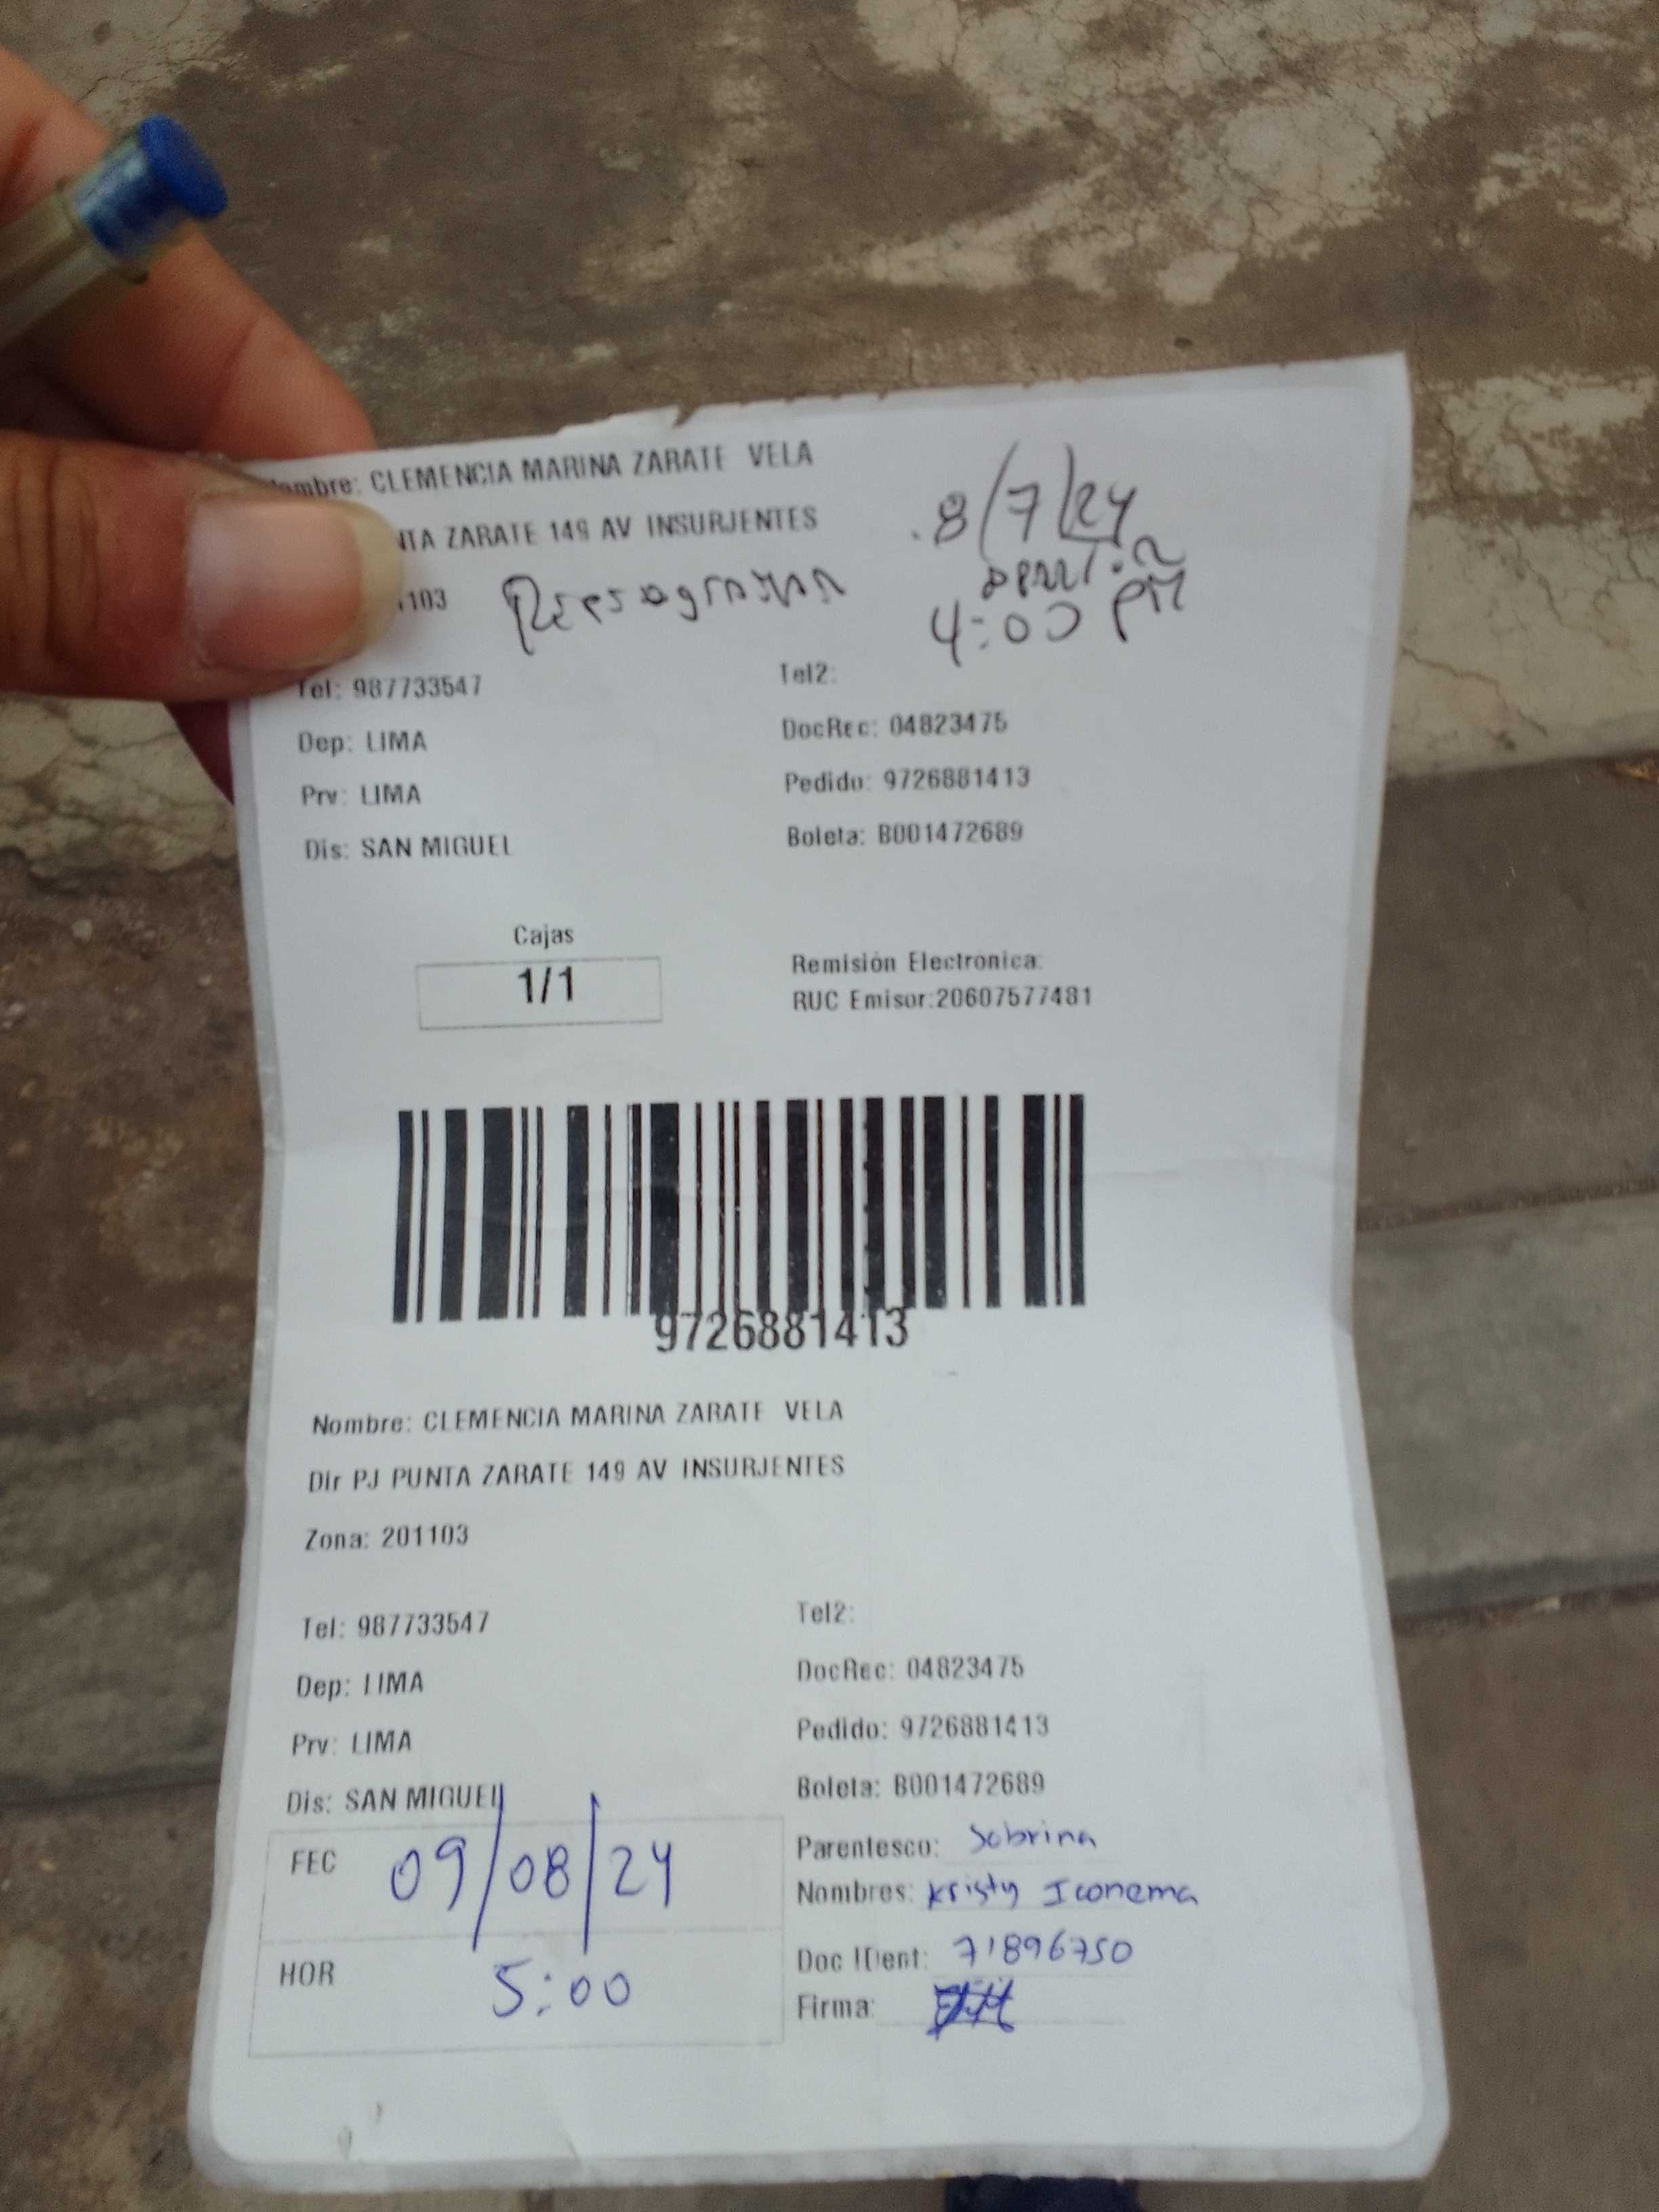 ombre: CLEMENCIA MARINA ZARATE VELA
NTA ZARATE 149 AV INSURJENTES
8/7/24
1103
4:00 PM
Tel: 987733547
Tel2:
Dep: LIMA
DocRec: 04823475
Prv: LIMA
Pedido: 9726881413
Dis: SAN MIGUEL
Boleta: B001472689
Cajas
1/1
Remisión Electronica:
RUC Emisor:20607577481
9726881413
Nombre: CLEMENCIA MARINA ZARATE VELA
Dir PJ PUNTA ZARATE 149 AV INSURJENTES
Zona: 201103
Tel: 987733547
Tel2:
Dep: LIMA
DocRec: 04823475
Prv: LIMA
Pedido: 9726881413
Dis: SAN MIGUEL
Boleta: B001472689
FEC 09/08/24
Parentesco: Sobrina
Nombres: Kristy Iconema
HOR 5:00
Doc IDent: 71896750
Firma: